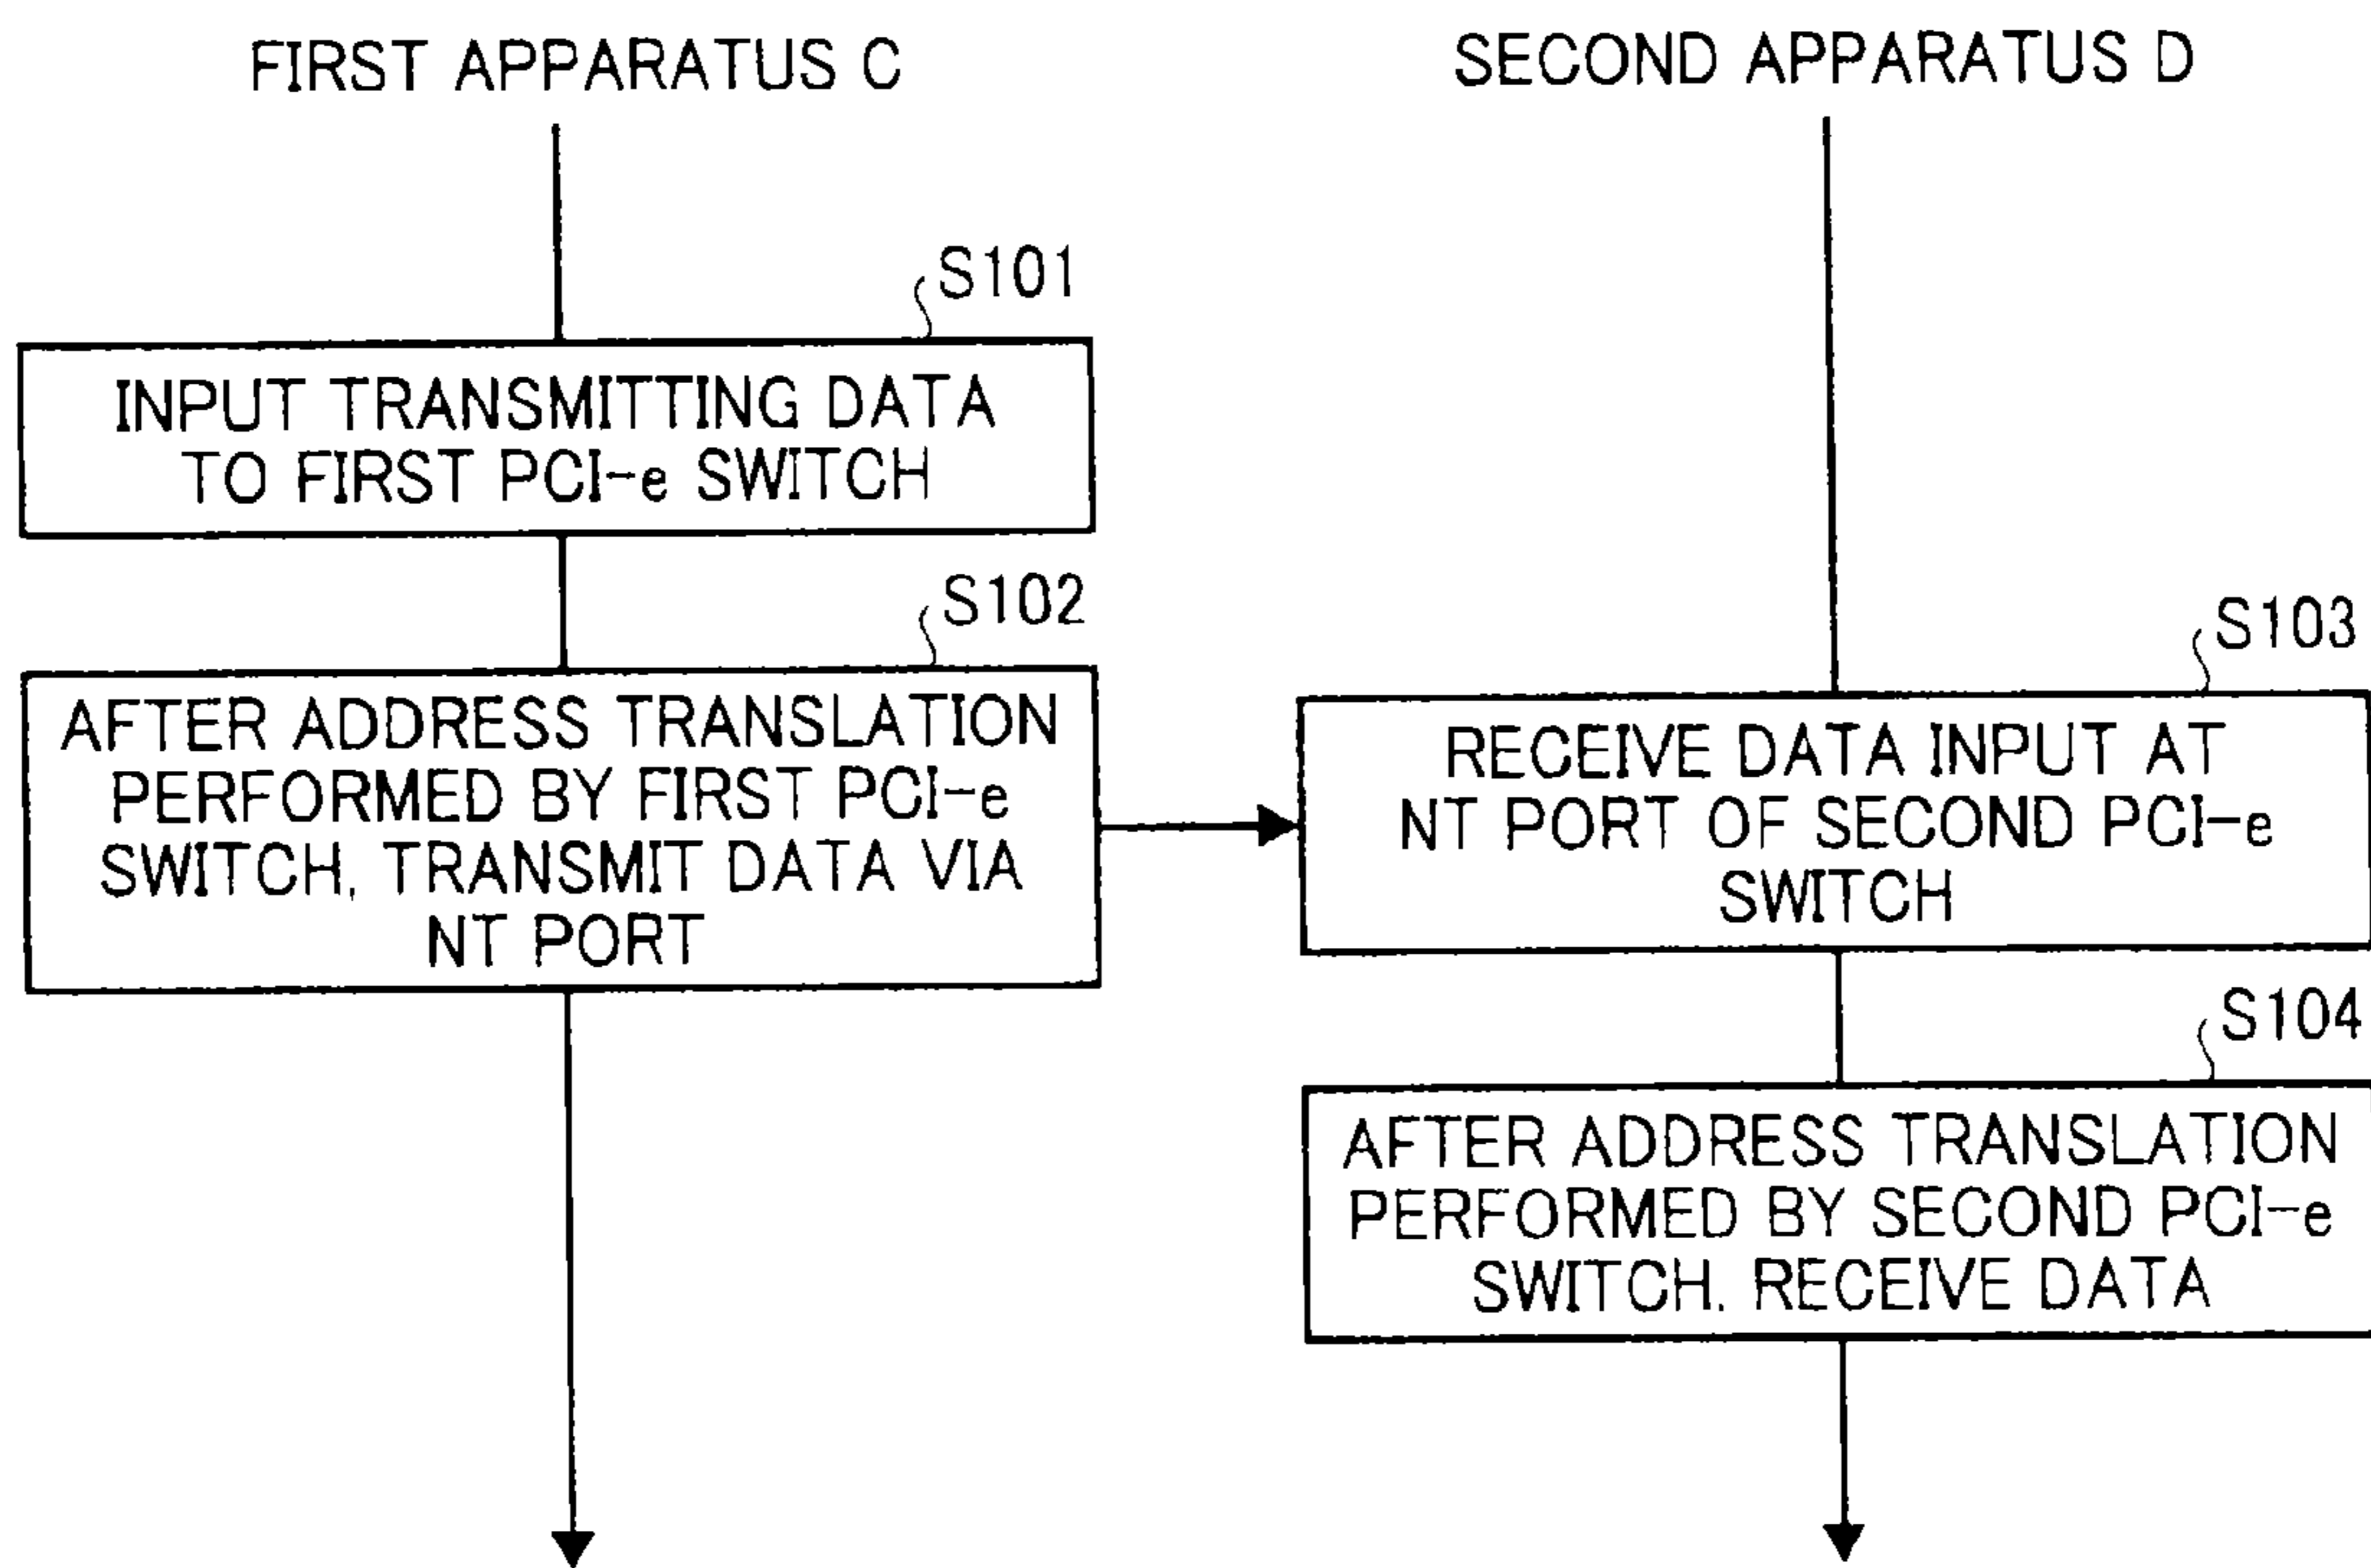 FIRST APPARATUS C
SECOND APPARATUS D
S101
INPUT TRANSMITTING DATA
TO FIRST PCI-e SWITCH
S102
AFTER ADDRESS TRANSLATION
PERFORMED BY FIRST PCI-e
SWITCH, TRANSMIT DATA VIA
NT PORT
S103
RECEIVE DATA INPUT AT
NT PORT OF SECOND PCI-e
SWITCH
S104
AFTER ADDRESS TRANSLATION
PERFORMED BY SECOND PCI-e
SWITCH, RECEIVE DATA